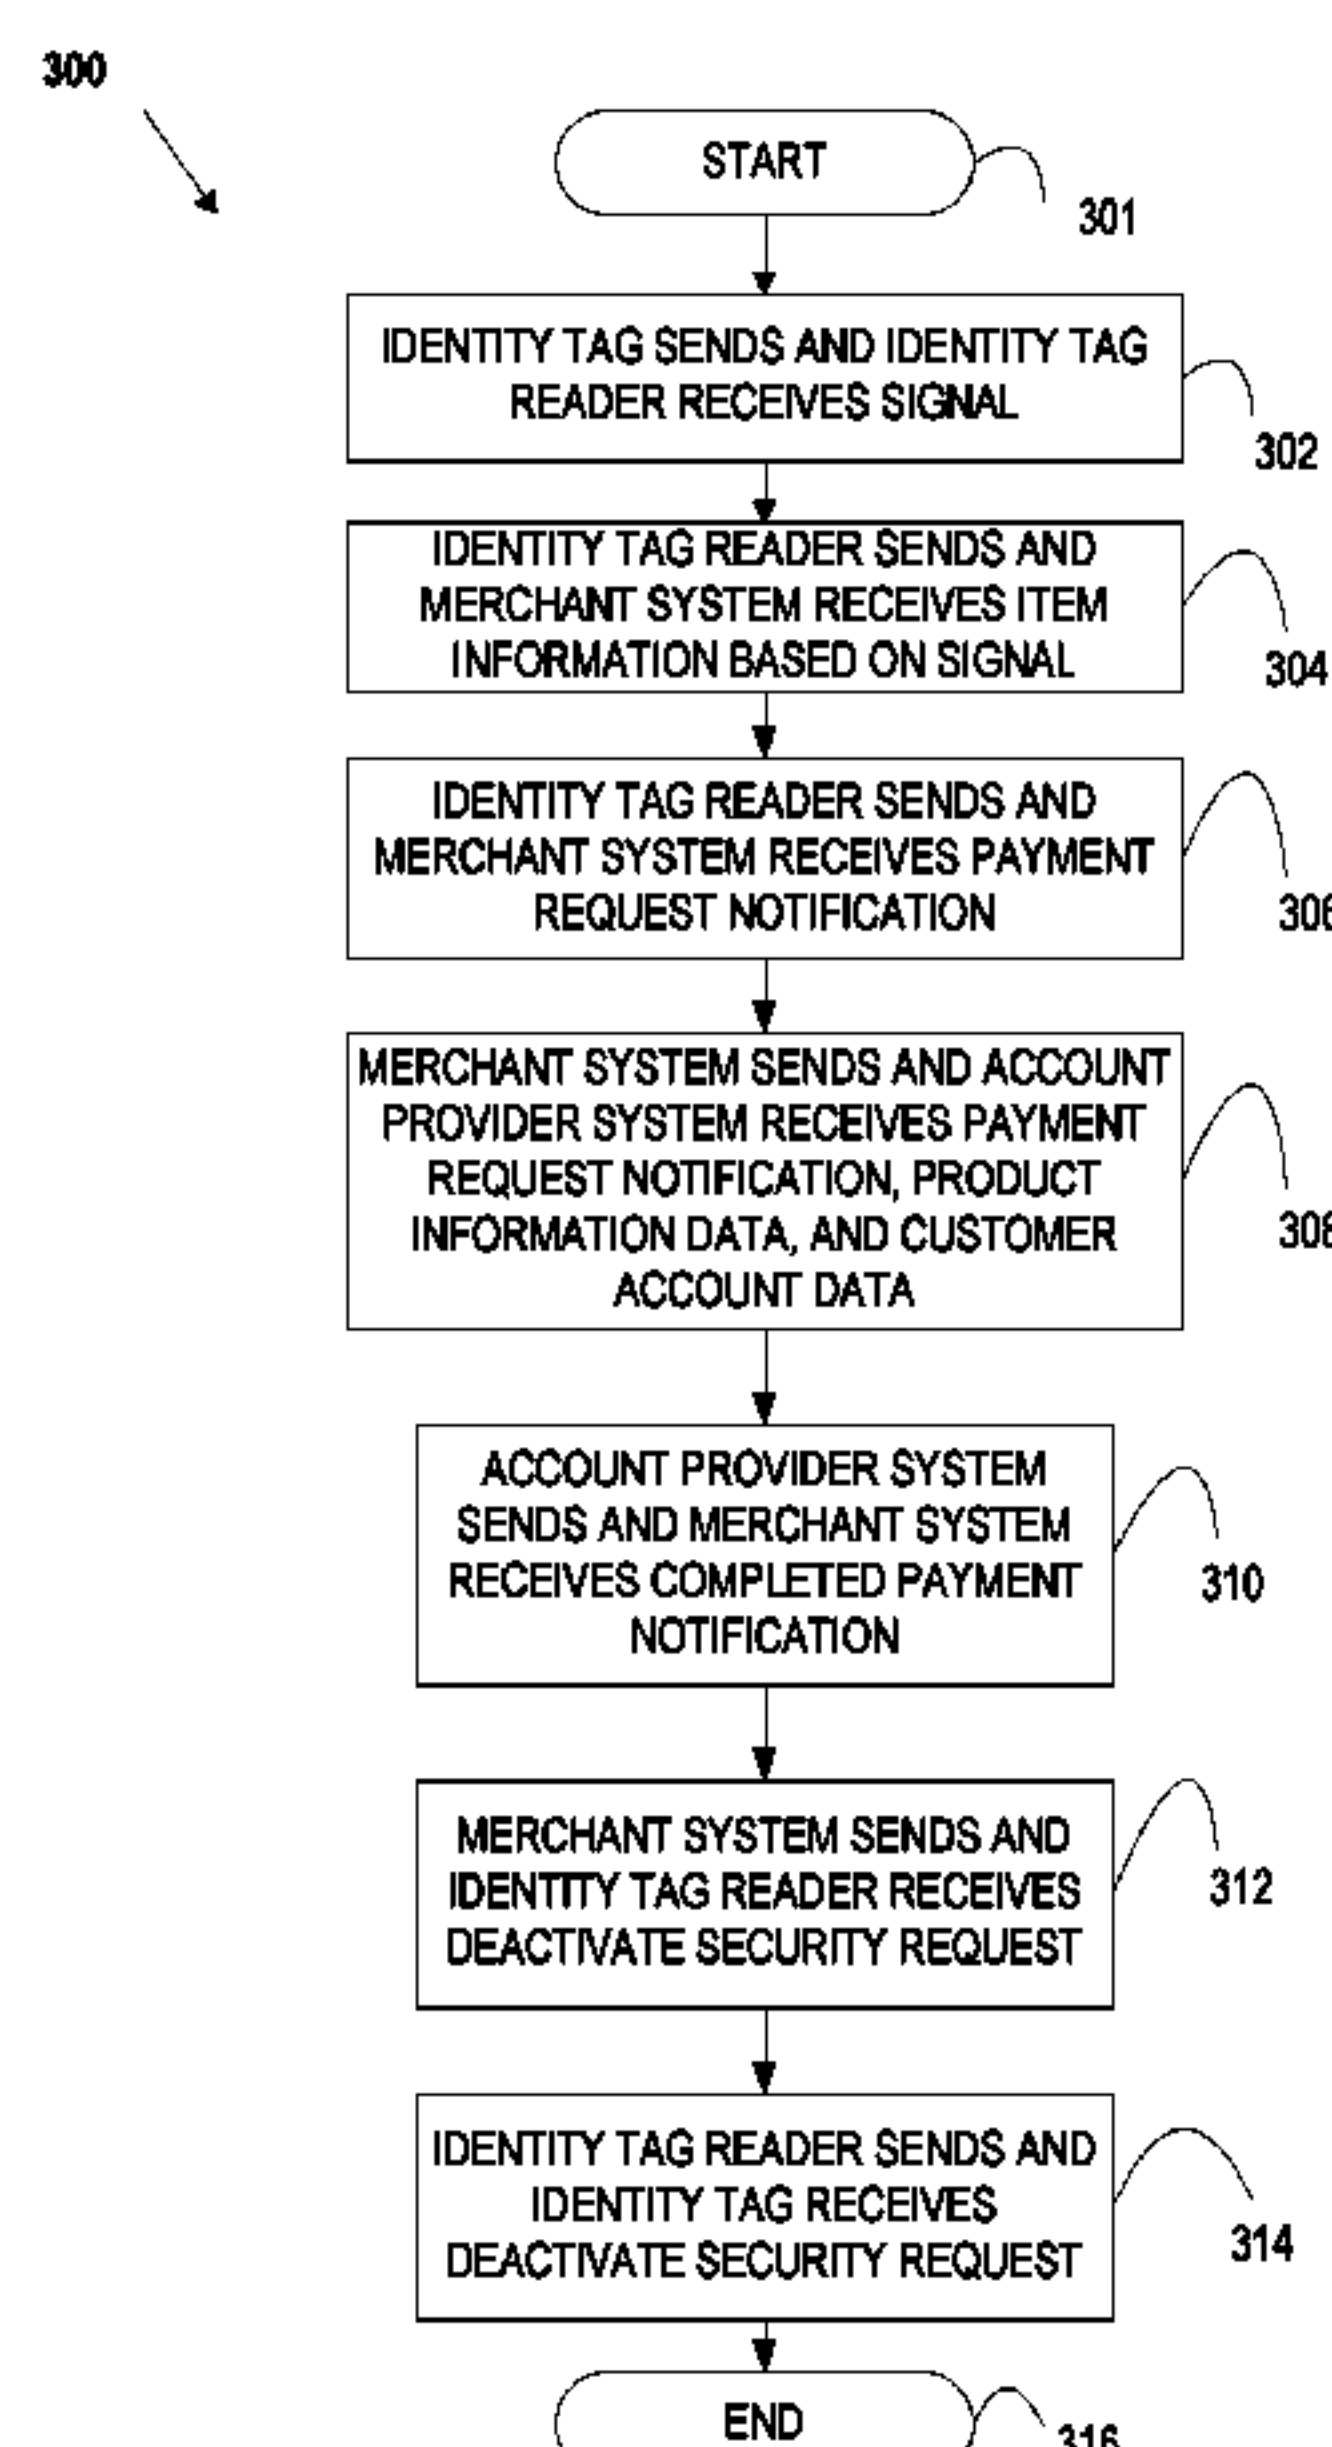 300
START
301
IDENTITY TAG SENDS AND IDENTITY TAG
READER RECEIVES SIGNAL
302
IDENTITY TAG READER SENDS AND
MERCHANT SYSTEM RECEIVES ITEM
INFORMATION BASED ON SIGNAL
304
IDENTITY TAG READER SENDS AND
MERCHANT SYSTEM RECEIVES PAYMENT
REQUEST NOTIFICATION
306
MERCHANT SYSTEM SENDS AND ACCOUNT
PROVIDER SYSTEM RECEIVES PAYMENT
REQUEST NOTIFICATION, PRODUCT
INFORMATION DATA, AND CUSTOMER
ACCOUNT DATA
308
ACCOUNT PROVIDER SYSTEM
SENDS AND MERCHANT SYSTEM
RECEIVES COMPLETED PAYMENT
NOTIFICATION
310
MERCHANT SYSTEM SENDS AND
IDENTITY TAG READER RECEIVES
DEACTIVATE SECURITY REQUEST
312
IDENTITY TAG READER SENDS AND
IDENTITY TAG RECEIVES
DEACTIVATE SECURITY REQUEST
314
END
316